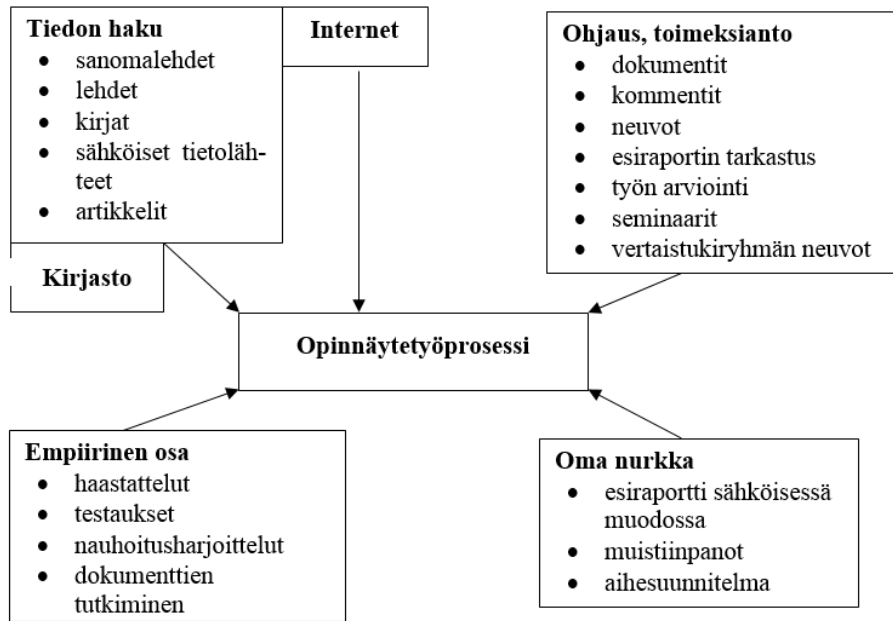 Tiedon haku
• sanomalehdet
• lehdet
• kirjat
• sähköiset tietoläh-
teet
• artikkelit
Internet
Ohjaus, toimeksianto
• dokumentit
• kommentit
• neuvot
• esiraportin tarkastus
• työn arviointi
• seminaarit
• vertaistukiryhmän neuvot
Kirjasto
Opinnäytetyöprosessi
Empiirinen osa
• haastattelut
• testaukset
• nauhoitusharjoittelut
• dokumenttien
tutkiminen
Oma nurkka
• esiraportti sähköisessä
muodossa
• muistiinpanot
• aihesuunnitelma